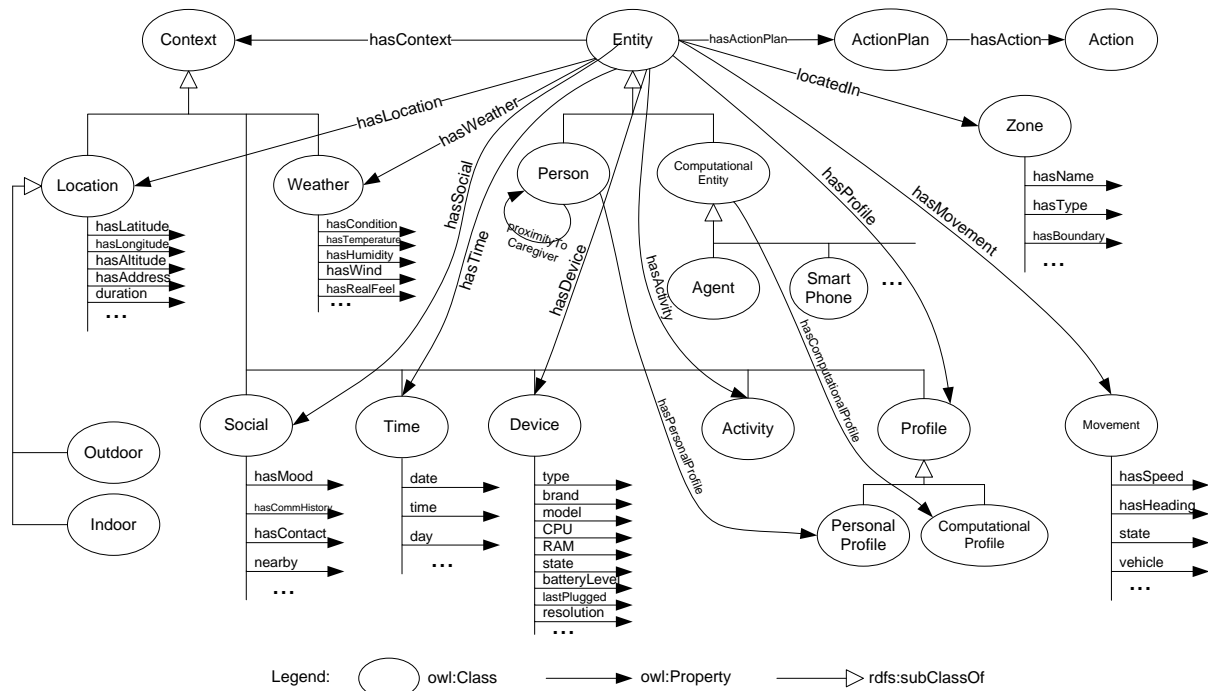 Context
hasContext
Entity
hasActionPlan
ActionPlan
hasAction
Action
locatedIn
Zone
hasName
hasType
hasBoundary
...
hasLocation
hasWeather
hasSocial
hasTime
hasDevice
hasActivity
hasProfile
hasMovement
Location
hasLatitude
hasLongitude
hasAltitude
hasAddress
duration
...
Weather
hasCondition
hasTemperature
hasHumidity
hasWind
hasRealFeel
...
Person
proximityTo
Caregiver
Computational
Entity
Agent
Smart
Phone
...
hasComputationalProfile
hasPersonalProfile
Outdoor
Indoor
Social
hasMood
hasCommHistory
hasContact
nearby
...
Time
date
time
day
...
Device
type
brand
model
CPU
RAM
state
batteryLevel
lastPlugged
resolution
...
Activity
Profile
Personal
Profile
Computational
Profile
Movement
hasSpeed
hasHeading
state
vehicle
...
Legend:
owl:Class
owl:Property
rdfs:subClassOf